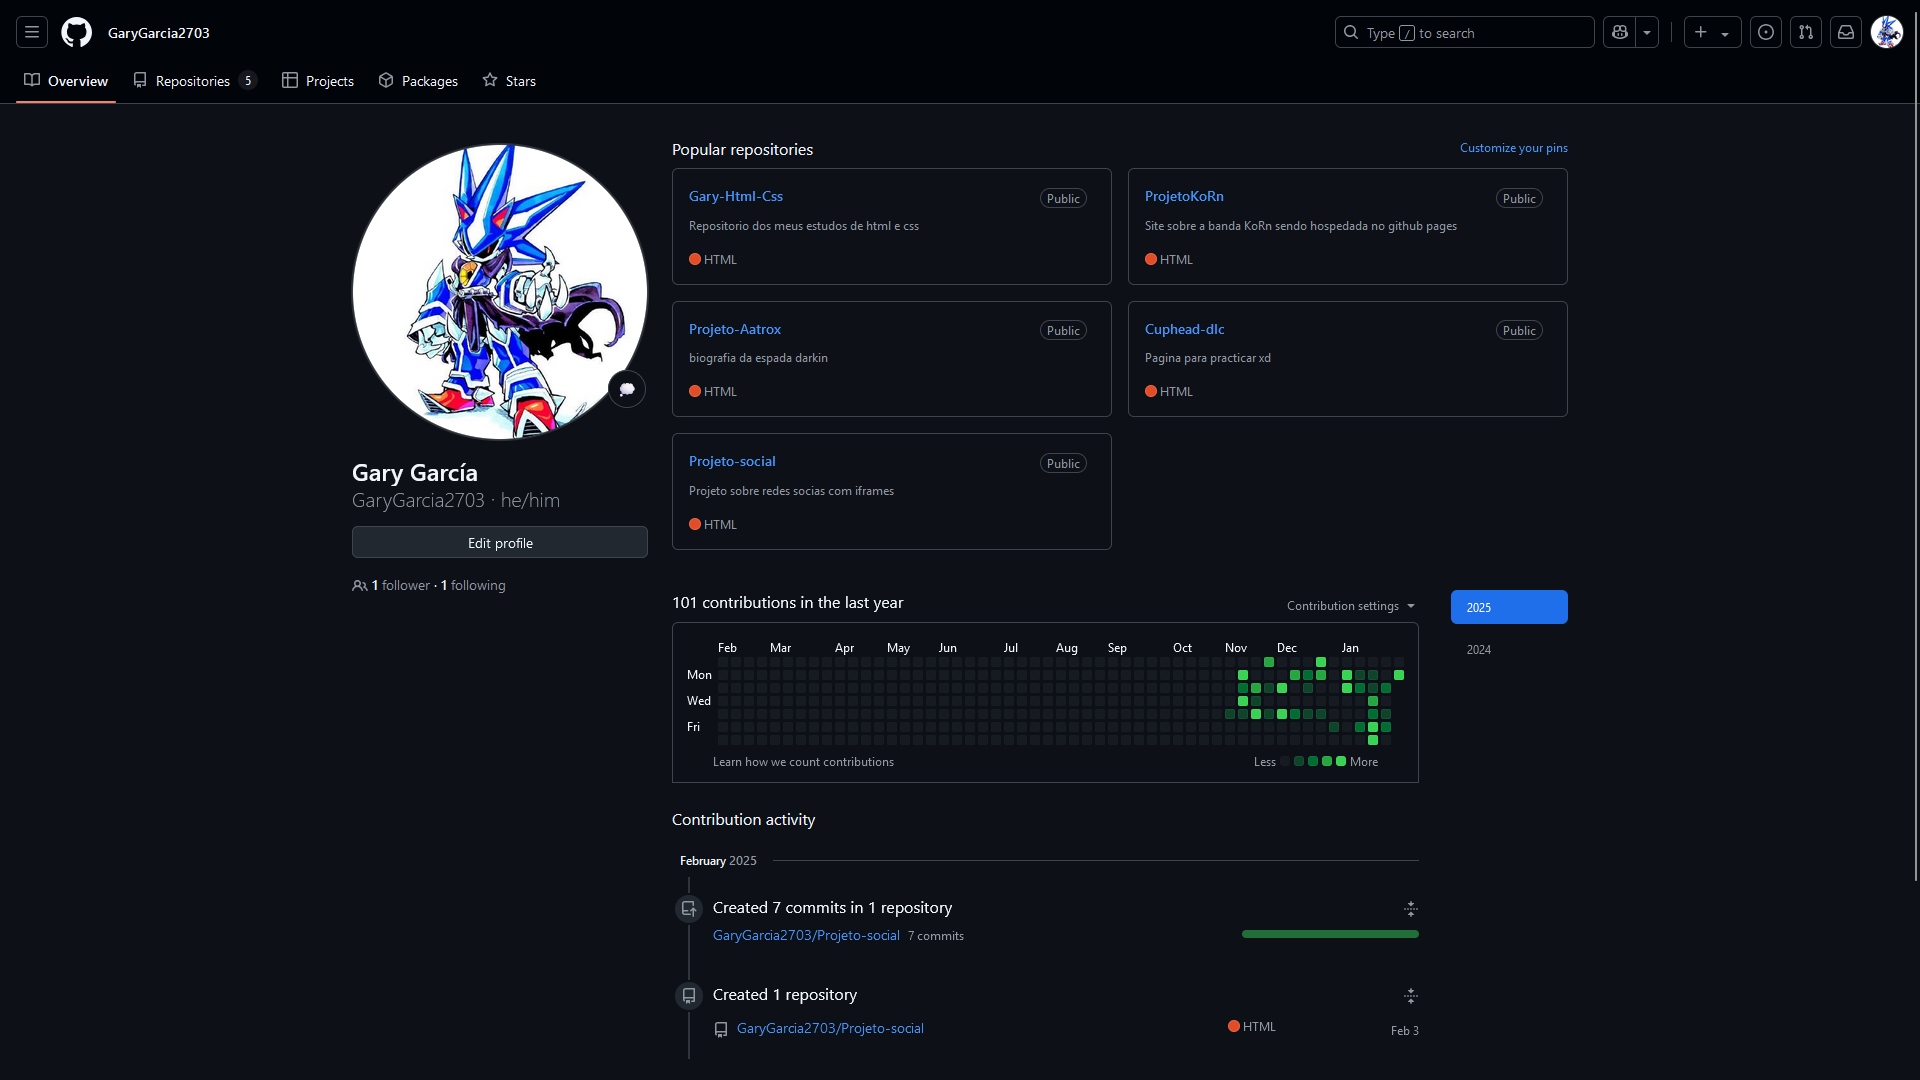 GaryGarcia2703
Type / to search
Overview
Repositories 5
Projects
Packages
Stars
Gary García
GaryGarcia2703 · he/him
Edit profile
1 follower · 1 following
Popular repositories
Customize your pins
Gary-Html-Css
Public
Repositorio dos meus estudos de html e css
HTML
ProjetoKoRn
Public
Site sobre a banda KoRn sendo hospedada no github pages
HTML
Projeto-Aatrox
Public
biografia da espada darkin
HTML
Cuphead-dlc
Public
Pagina para practicar xd
HTML
Projeto-social
Public
Projeto sobre redes socias com iframes
HTML
101 contributions in the last year
Contribution settings
2025
2024
Feb Mar Apr May Jun Jul Aug Sep Oct Nov Dec Jan
Mon
Wed
Fri
Learn how we count contributions
Less More
Contribution activity
February 2025
Created 7 commits in 1 repository
GaryGarcia2703/Projeto-social 7 commits
Created 1 repository
GaryGarcia2703/Projeto-social
HTML
Feb 3